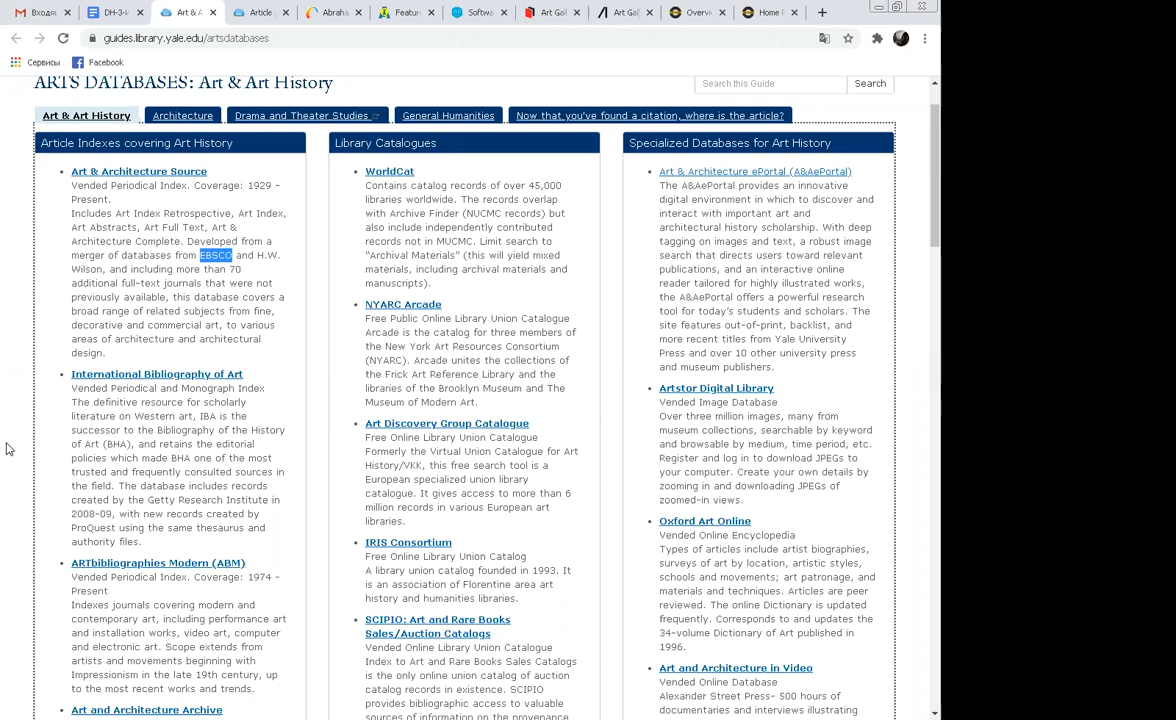 Входящ
DH-3-И
Art & A
Article
Abraha
Featur
Softwa
Art Gal
Art Gal
Overvi
Home P
guides.library.yale.edu/artsdatabases
Сервисы
Facebook
ARTS DATABASES: Art & Art History
Search this Guide
Search
Art & Art History
Architecture
Drama and Theater Studies
General Humanities
Now that you've found a citation, where is the article?
Article Indexes covering Art History
Art & Architecture Source
Vended Periodical Index. Coverage: 1929 -
Present.
Includes Art Index Retrospective, Art Index,
Art Abstracts, Art Full Text, Art &
Architecture Complete. Developed from a
merger of databases from EBSCO and H.W.
Wilson, and including more than 70
additional full-text journals that were not
previously available, this database covers a
broad range of related subjects from fine,
decorative and commercial art, to various
areas of architecture and architectural
design.
International Bibliography of Art
Vended Periodical and Monograph Index
The definitive resource for scholarly
literature on Western art, IBA is the
successor to the Bibliography of the History
of Art (BHA), and retains the editorial
policies which made BHA one of the most
trusted and frequently consulted sources in
the field. The database includes records
created by the Getty Research Institute in
2008-09, with new records created by
ProQuest using the same thesaurus and
authority files.
ARTbibliographies Modern (ABM)
Vended Periodical Index. Coverage: 1974 -
Present
Indexes journals covering modern and
contemporary art, including performance art
and installation works, video art, computer
and electronic art. Scope extends from
artists and movements beginning with
Impressionism in the late 19th century, up
to the most recent works and trends.
Art and Architecture Archive
Library Catalogues
WorldCat
Contains catalog records of over 45,000
libraries worldwide. The records overlap
with Archive Finder (NUCMC records) but
also include independently contributed
records not in MUCMC. Limit search to
"Archival Materials" (this will yield mixed
materials, including archival materials and
manuscripts).
NYARC Arcade
Free Public Online Library Union Catalogue
Arcade is the catalog for three members of
the New York Art Resources Consortium
(NYARC). Arcade unites the collections of
the Frick Art Reference Library and the
libraries of the Brooklyn Museum and The
Museum of Modern Art.
Art Discovery Group Catalogue
Free Online Library Union Catalogue
Formerly the Virtual Union Catalogue for Art
History/VKK, this free search tool is a
European specialized union library
catalogue. It gives access to more than 6
million records in various European art
libraries.
IRIS Consortium
Free Online Library Union Catalog
A library union catalog founded in 1993. It
is an association of Florentine area art
history and humanities libraries.
SCIPIO: Art and Rare Books
Sales/Auction Catalogs
Vended Online Library Union Catalogue
Index to Art and Rare Books Sales Catalogs
is the only online union catalog of auction
catalog records in existence. SCIPIO
provides bibliographic access to valuable
sources of information on the provenance
Specialized Databases for Art History
Art & Architecture ePortal (A&AePortal)
The A&AePortal provides an innovative
digital environment in which to discover and
interact with important art and
architectural history scholarship. With deep
tagging on images and text, a robust image
search that directs users toward relevant
publications, and an interactive online
reader tailored for highly illustrated works,
the A&AePortal offers a powerful research
tool for today's students and scholars. The
site features out-of-print, backlist, and
more recent titles from Yale University
Press and over 10 other university press
and museum publishers.
Artstor Digital Library
Vended Image Database
Over three million images, many from
museum collections, searchable by keyword
and browsable by medium, time period, etc.
Register and log in to download JPEGs to
your computer. Create your own details by
zooming in and downloading JPEGs of
zoomed-in views.
Oxford Art Online
Vended Online Encyclopedia
Types of articles include artist biographies,
surveys of art by location, artistic styles,
schools and movements; art patronage, and
materials and techniques. Articles are peer
reviewed. The online Dictionary is updated
frequently. Corresponds to and updates the
34-volume Dictionary of Art published in
1996.
Art and Architecture in Video
Vended Online Database
Alexander Street Press- 500 hours of
documentaries and interviews illustrating